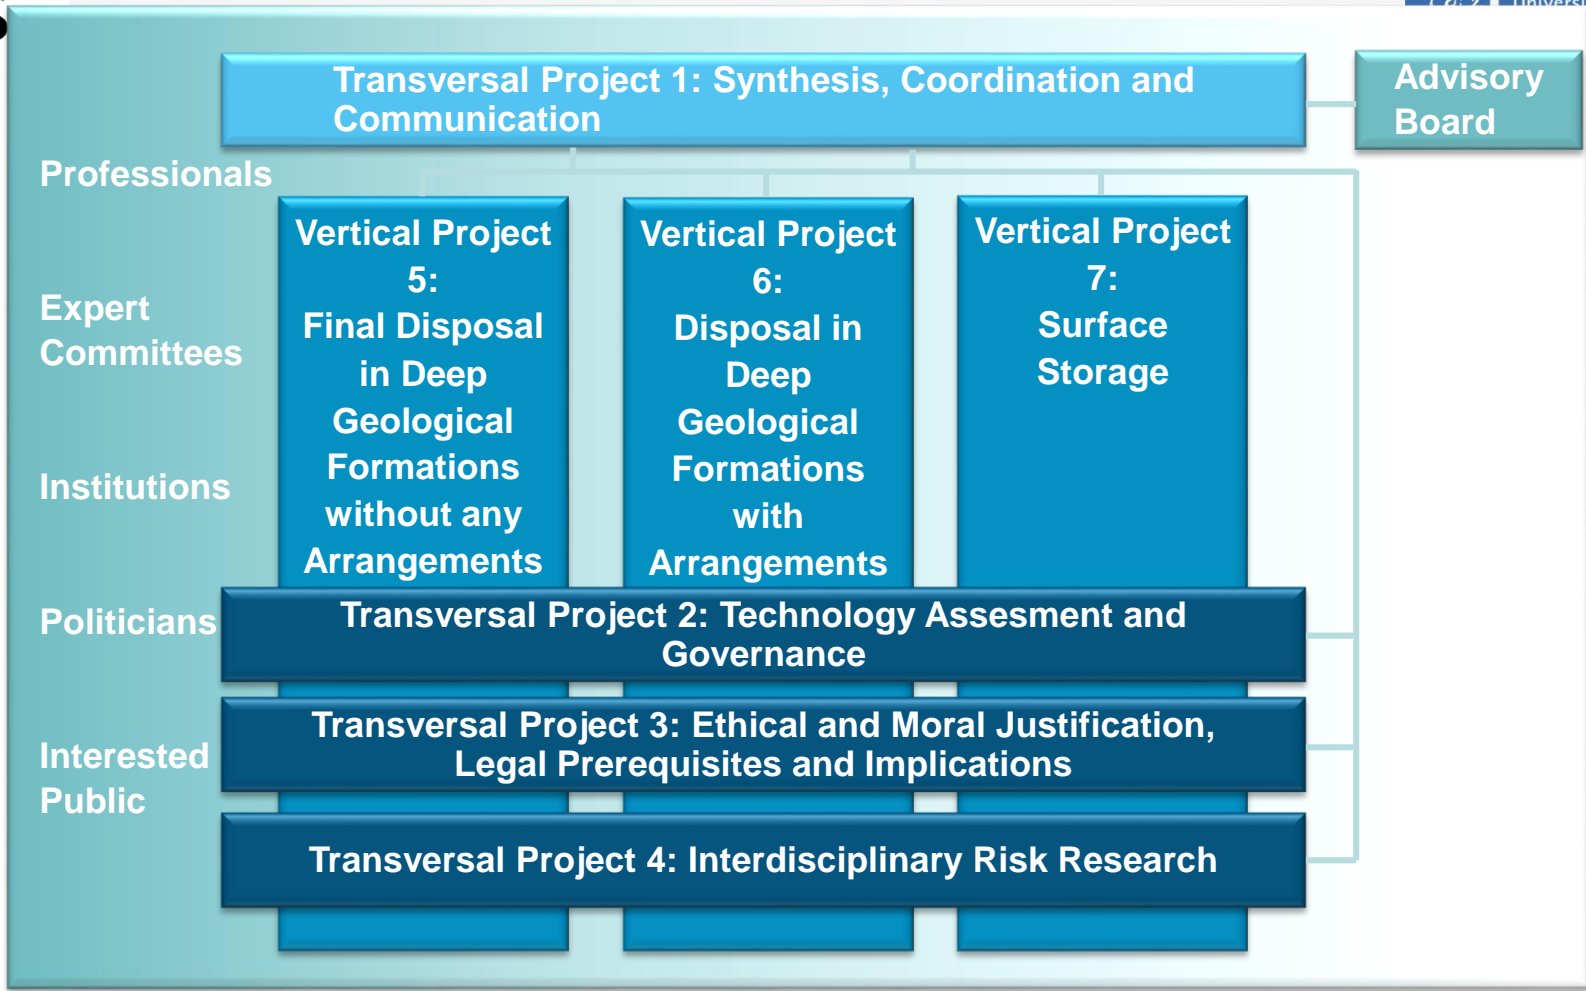 Transversal Project 1: Synthesis, Coordination and
Communication
Advisory
Board
Professionals
Expert
Committees
Institutions
Politicians
Interested
Public
Vertical Project
5:
Final Disposal
in Deep
Geological
Formations
without any
Arrangements
Vertical Project
6:
Disposal in
Deep
Geological
Formations
with
Arrangements
Vertical Project
7:
Surface
Storage
Transversal Project 2: Technology Assesment and
Governance
Transversal Project 3: Ethical and Moral Justification,
Legal Prerequisites and Implications
Transversal Project 4: Interdisciplinary Risk Research